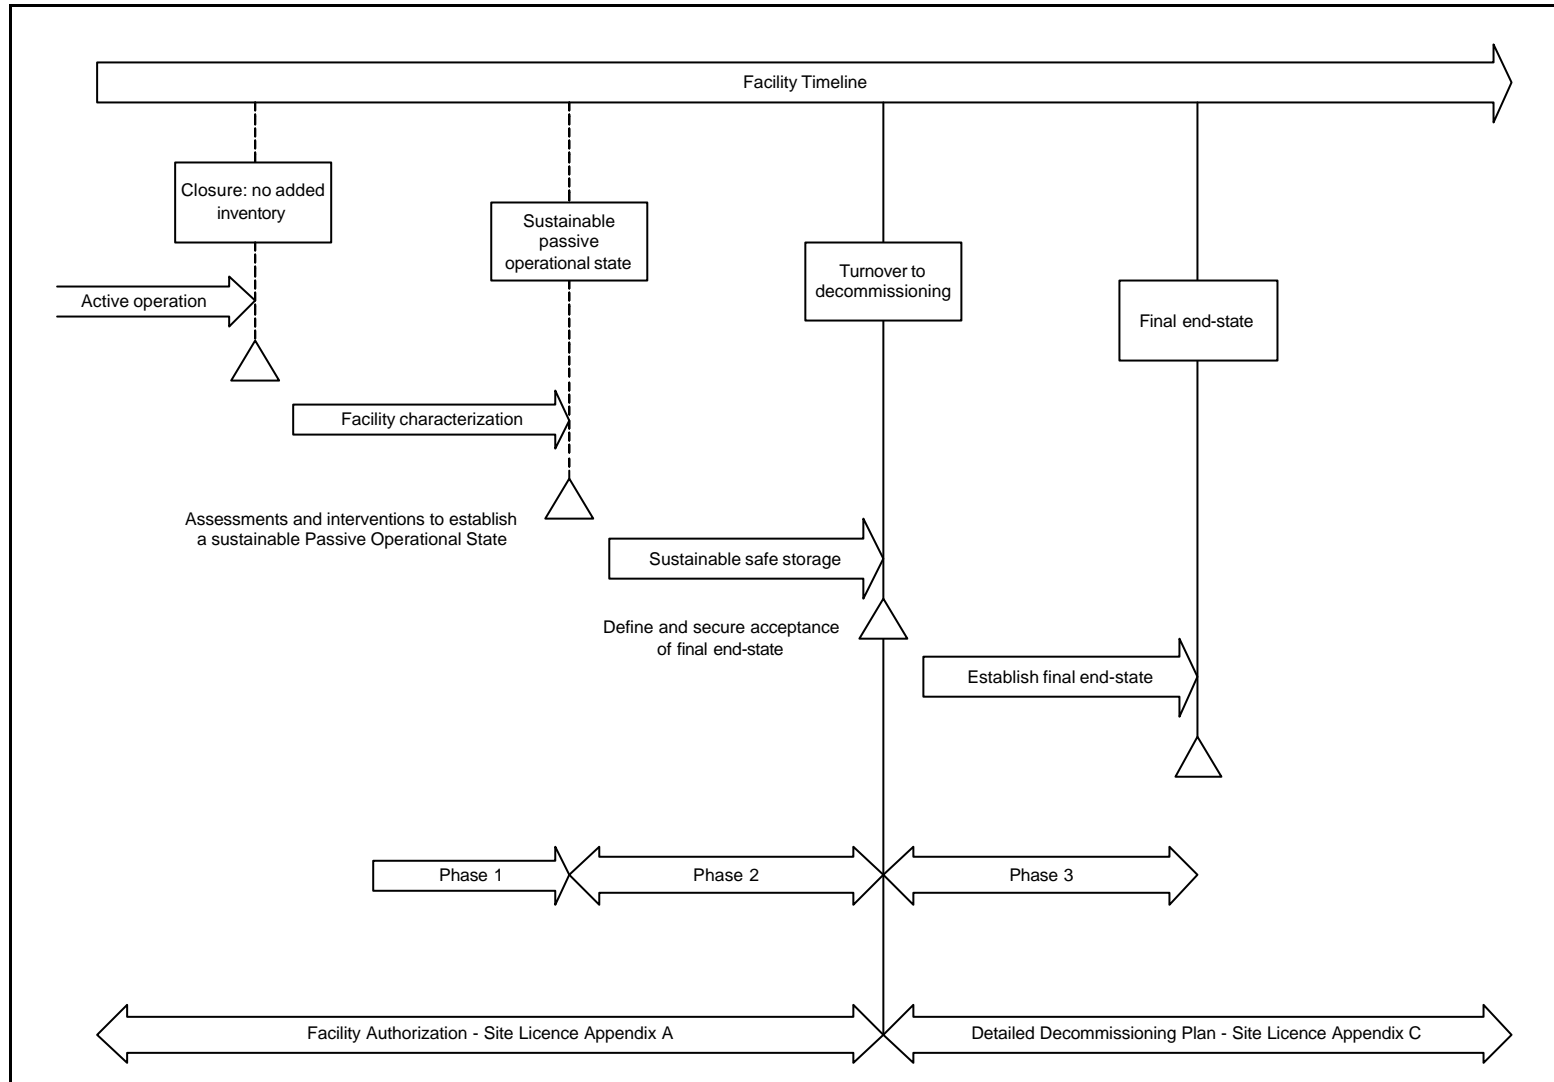 Facility Timeline
Closure: no added
inventory
Sustainable
passive
operational state
Turnover to
decommissioning
Active operation
Final end-state
Facility characterization
Assessments and interventions to establish
a sustainable Passive Operational State
Sustainable safe storage
Define and secure acceptance
of final end-state
Establish final end-state
Phase 1
Phase 2
Phase 3
Facility Authorization - Site Licence Appendix A
Detailed Decommissioning Plan - Site Licence Appendix C